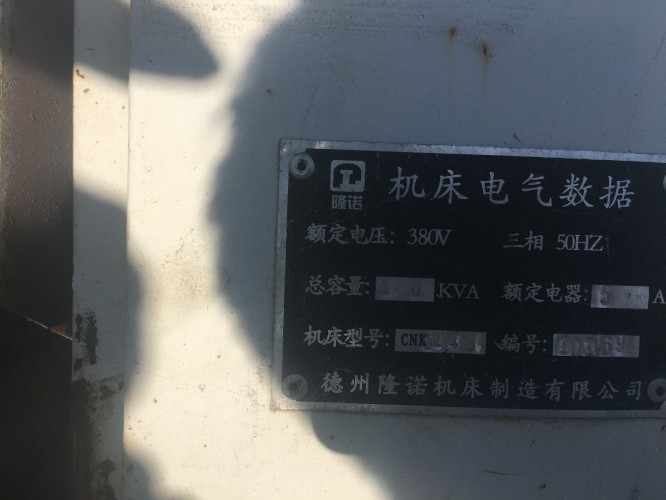 隆诺
机床电气数据
额定电压: 380V 三相 50HZ
总容量: KVA 额定电器: A
机床型号: 编号:
德州隆诺机床制造有限公司